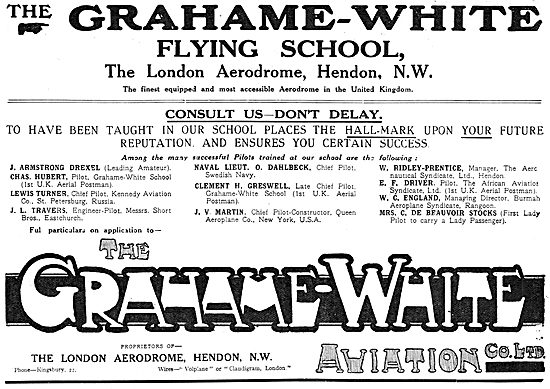 THE GRAHAME-WHITE
FLYING SCHOOL,
The London Aerodrome, Hendon, N.W.
The finest equipped and most accessible Aerodrome in the United Kingdom.
CONSULT US—DON'T DELAY.
TO HAVE BEEN TAUGHT IN OUR SCHOOL PLACES THE HALL-MARK UPON YOUR FUTURE
REPUTATION, AND ENSURES YOU CERTAIN SUCCESS.
Among the many successful Pilots trained at our school are the following:
J. ARMSTRONG DREXEL (Leading Amateur).
CHAS. HUBERT, Pilot, Grahame-White School
(1st U.K. Aerial Postman).
LEWIS TURNER, Chief Pilot, Kennedy Aviation
Co., St. Petersburg, Russia.
J. L. TRAVERS, Engineer-Pilot, Messrs. Short
Bros., Eastchurch.
NAVAL LIEUT. O. DAHLBECK, Chief Pilot,
Swedish Navy.
CLEMENT H. GRESWELL, Late Chief Pilot,
Grahame-White School (1st U.K. Aerial
Postman).
J. V. MARTIN, Chief Pilot-Constructor, Queen
Aeroplane Co., New York, U.S.A.
W. RIDLEY-PRENTICE, Manager, The Aero
nautical Syndicate, Ltd., Hendon.
E. F. DRIVER, Pilot, The African Aviation
Syndicate, Ltd. (1st U.K. Aerial Postman).
W. C. ENGLAND, Managing Director, Burmah
Aeroplane Syndicate, Rangoon.
MRS. C. DE BEAUVOIR STOCKS (First Lady
Pilot to carry a Lady Passenger).
Full particulars on application to—
THE
GRAHAME-WHITE
AVIATION CO. LTD.
PROPRIETORS OF—
THE LONDON AERODROME, HENDON, N.W.
Phone—Kingsbury, 22. Wires—"Volplane" or "Claudigram, London"